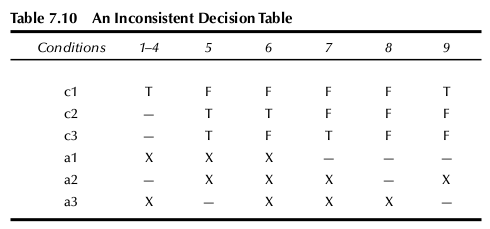 Table 7.10 An Inconsistent Decision Table
Conditions 1–4 5 6 7 8 9
c1 T F F F F T
c2 — T T F F F
c3 — T F T F F
a1 X X X — — —
a2 — X X X — X
a3 X — X X X —